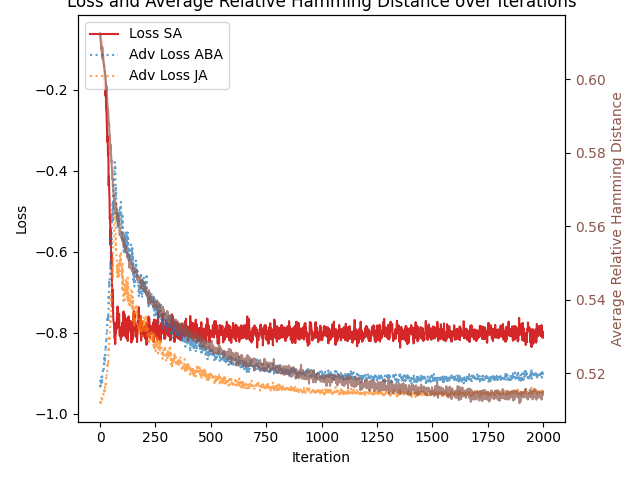 Loss and Average Relative Hamming Distance over Iterations
Loss SA
Adv Loss ABA
Adv Loss JA
−0.2
−0.4
−0.6
−0.8
−1.0
Loss
0.60
0.58
0.56
0.54
0.52
Average Relative Hamming Distance
0 250 500 750 1000 1250 1500 1750 2000
Iteration